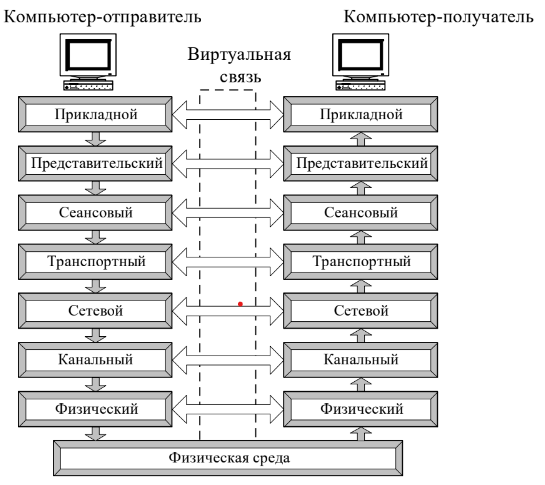 Компьютер-отправитель
Компьютер-получатель
Виртуальная
связь
Прикладной
Прикладной
Представительский
Представительский
Сеансовый
Сеансовый
Транспортный
Транспортный
Сетевой
Сетевой
Канальный
Канальный
Физический
Физический
Физическая среда